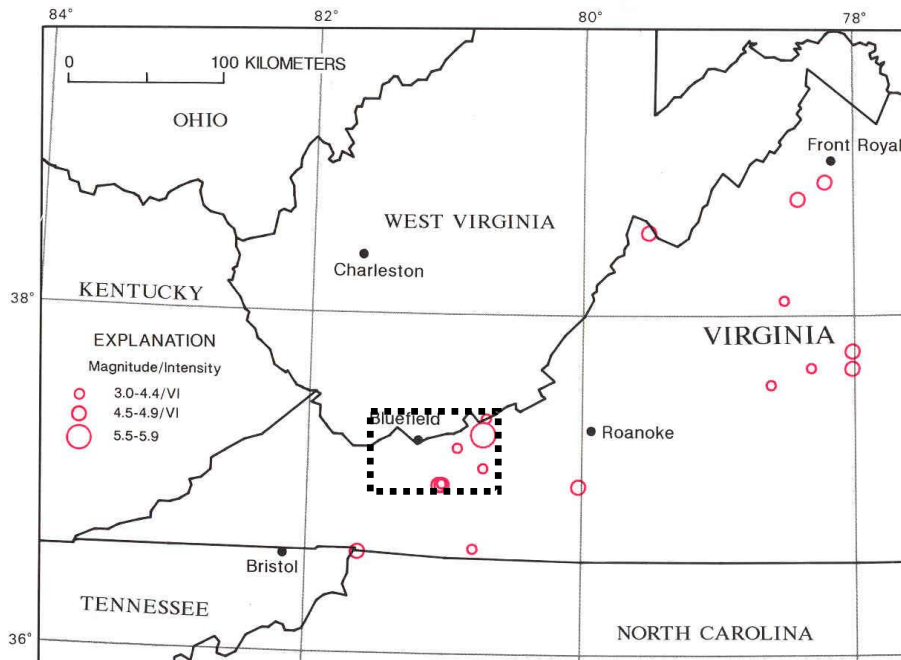 84°
82°
80°
78°
0
100 KILOMETERS
OHIO
Front Royal
WEST VIRGINIA
Charleston
38°
KENTUCKY
VIRGINIA
EXPLANATION
Magnitude/Intensity
3.0-4.4/VI
4.5-4.9/VI
5.5-5.9
Bluefield
Roanoke
Bristol
TENNESSEE
36°
NORTH CAROLINA